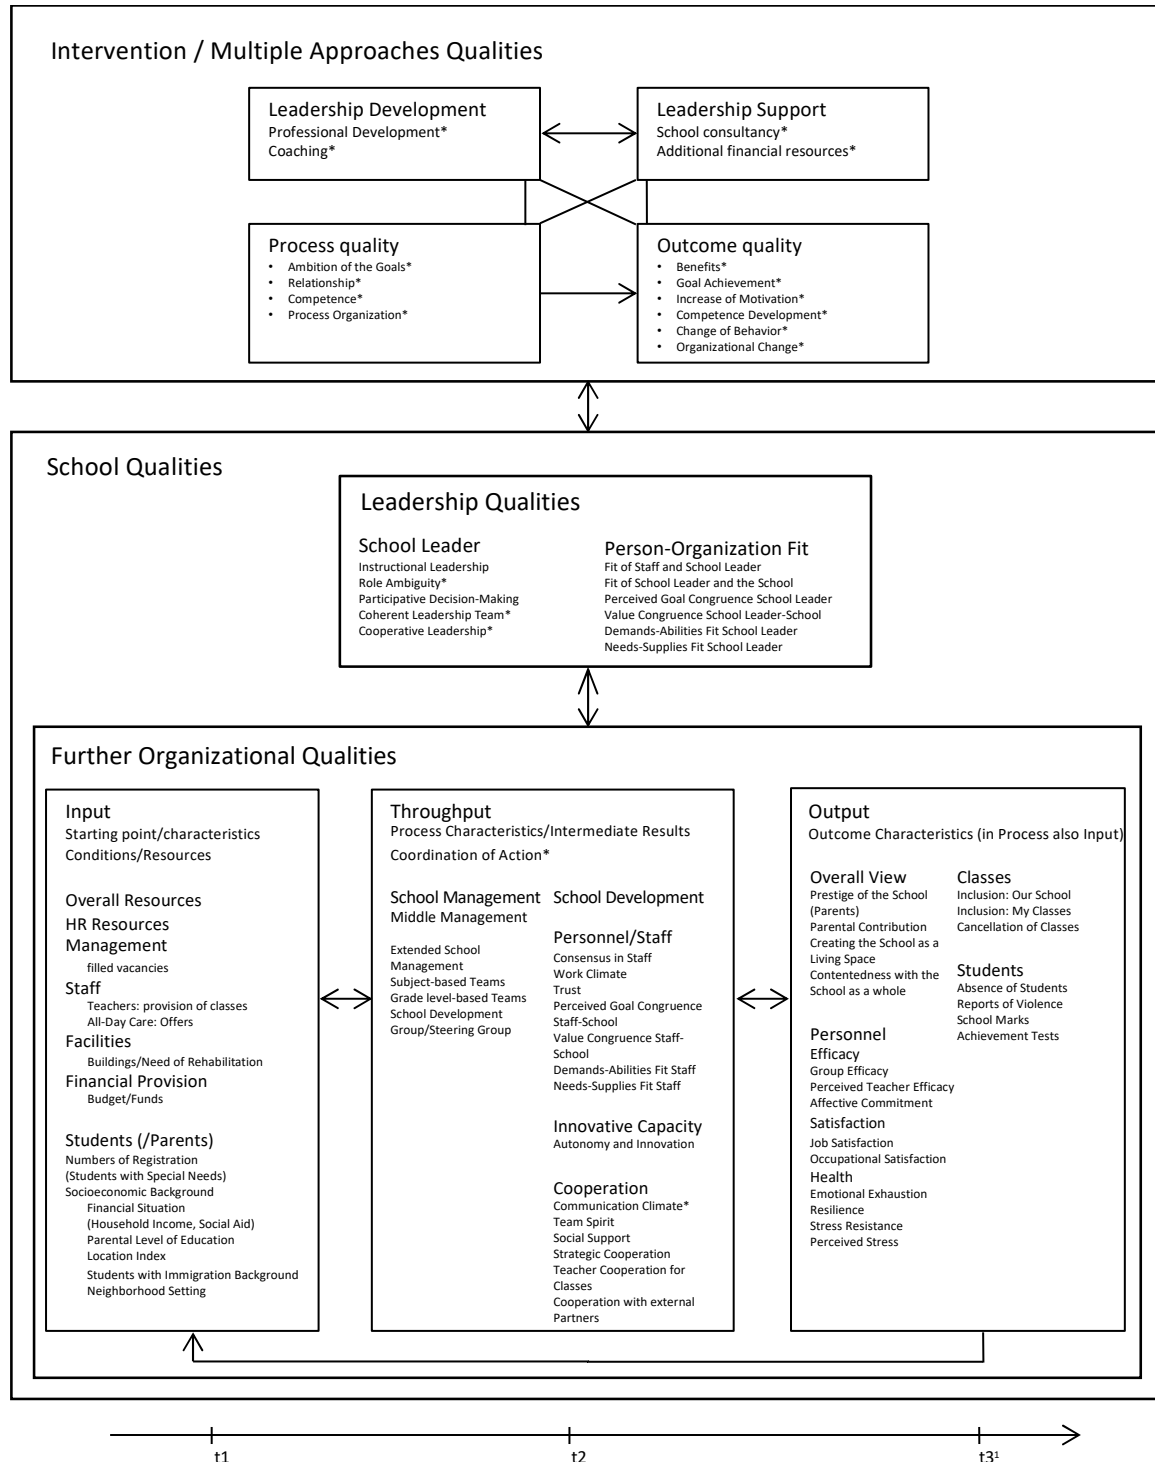 Intervention / Multiple Approaches Qualities
Leadership Development
Professional Development*
Coaching*
Leadership Support
School consultancy*
Additional financial resources*
Process quality
• Ambition of the Goals*
• Relationship*
• Competence*
• Process Organization*
Outcome quality
• Benefits*
• Goal Achievement*
• Increase of Motivation*
• Competence Development*
• Change of Behavior*
• Organizational Change*
School Qualities
Leadership Qualities
School Leader
Instructional Leadership
Role Ambiguity*
Participative Decision-Making
Coherent Leadership Team*
Cooperative Leadership*
Person-Organization Fit
Fit of Staff and School Leader
Fit of School Leader and the School
Perceived Goal Congruence School Leader
Value Congruence School Leader-School
Demands-Abilities Fit School Leader
Needs-Supplies Fit School Leader
Further Organizational Qualities
Input
Starting point/characteristics
Conditions/Resources
Overall Resources
HR Resources
Management
filled vacancies
Staff
Teachers: provision of classes
All-Day Care: Offers
Facilities
Buildings/Need of Rehabilitation
Financial Provision
Budget/Funds
Students (/Parents)
Numbers of Registration
(Students with Special Needs)
Socioeconomic Background
Financial Situation
(Household Income, Social Aid)
Parental Level of Education
Location Index
Students with Immigration Background
Neighborhood Setting
Throughput
Process Characteristics/Intermediate Results
Coordination of Action*
School Management
Middle Management
Extended School
Management
Subject-based Teams
Grade level-based Teams
School Development
Group/Steering Group
School Development
Personnel/Staff
Consensus in Staff
Work Climate
Trust
Perceived Goal Congruence
Staff-School
Value Congruence Staff-
School
Demands-Abilities Fit Staff
Needs-Supplies Fit Staff
Innovative Capacity
Autonomy and Innovation
Cooperation
Communication Climate*
Team Spirit
Social Support
Strategic Cooperation
Teacher Cooperation for
Classes
Cooperation with external
Partners
Output
Outcome Characteristics (in Process also Input)
Overall View
Prestige of the School
(Parents)
Parental Contribution
Creating the School as a
Living Space
Contentedness with the
School as a whole
Personnel
Efficacy
Group Efficacy
Perceived Teacher Efficacy
Affective Commitment
Satisfaction
Job Satisfaction
Occupational Satisfaction
Health
Emotional Exhaustion
Resilience
Stress Resistance
Perceived Stress
Classes
Inclusion: Our School
Inclusion: My Classes
Cancellation of Classes
Students
Absence of Students
Reports of Violence
School Marks
Achievement Tests
t1
t2
t3¹